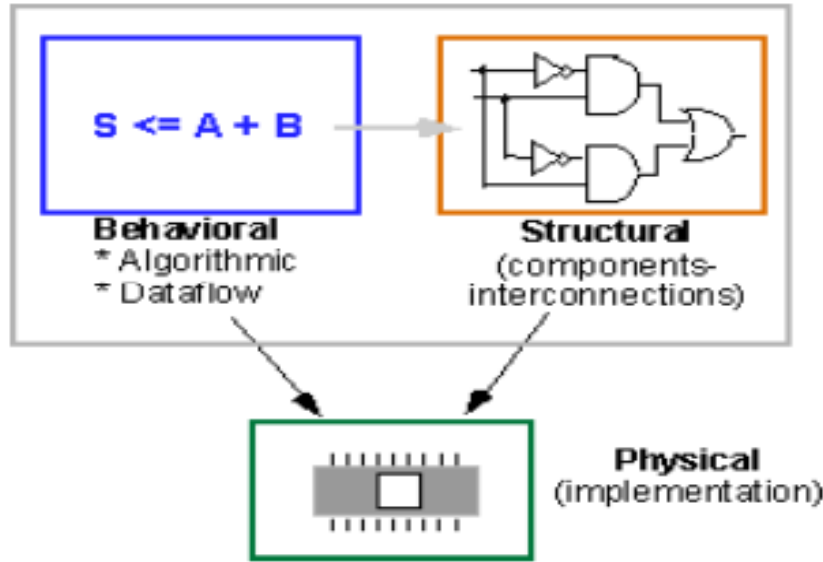 S <= A + B
Behavioral
* Algorithmic
* Dataflow
Structural
(components-
interconnections)
Physical
(implementation)